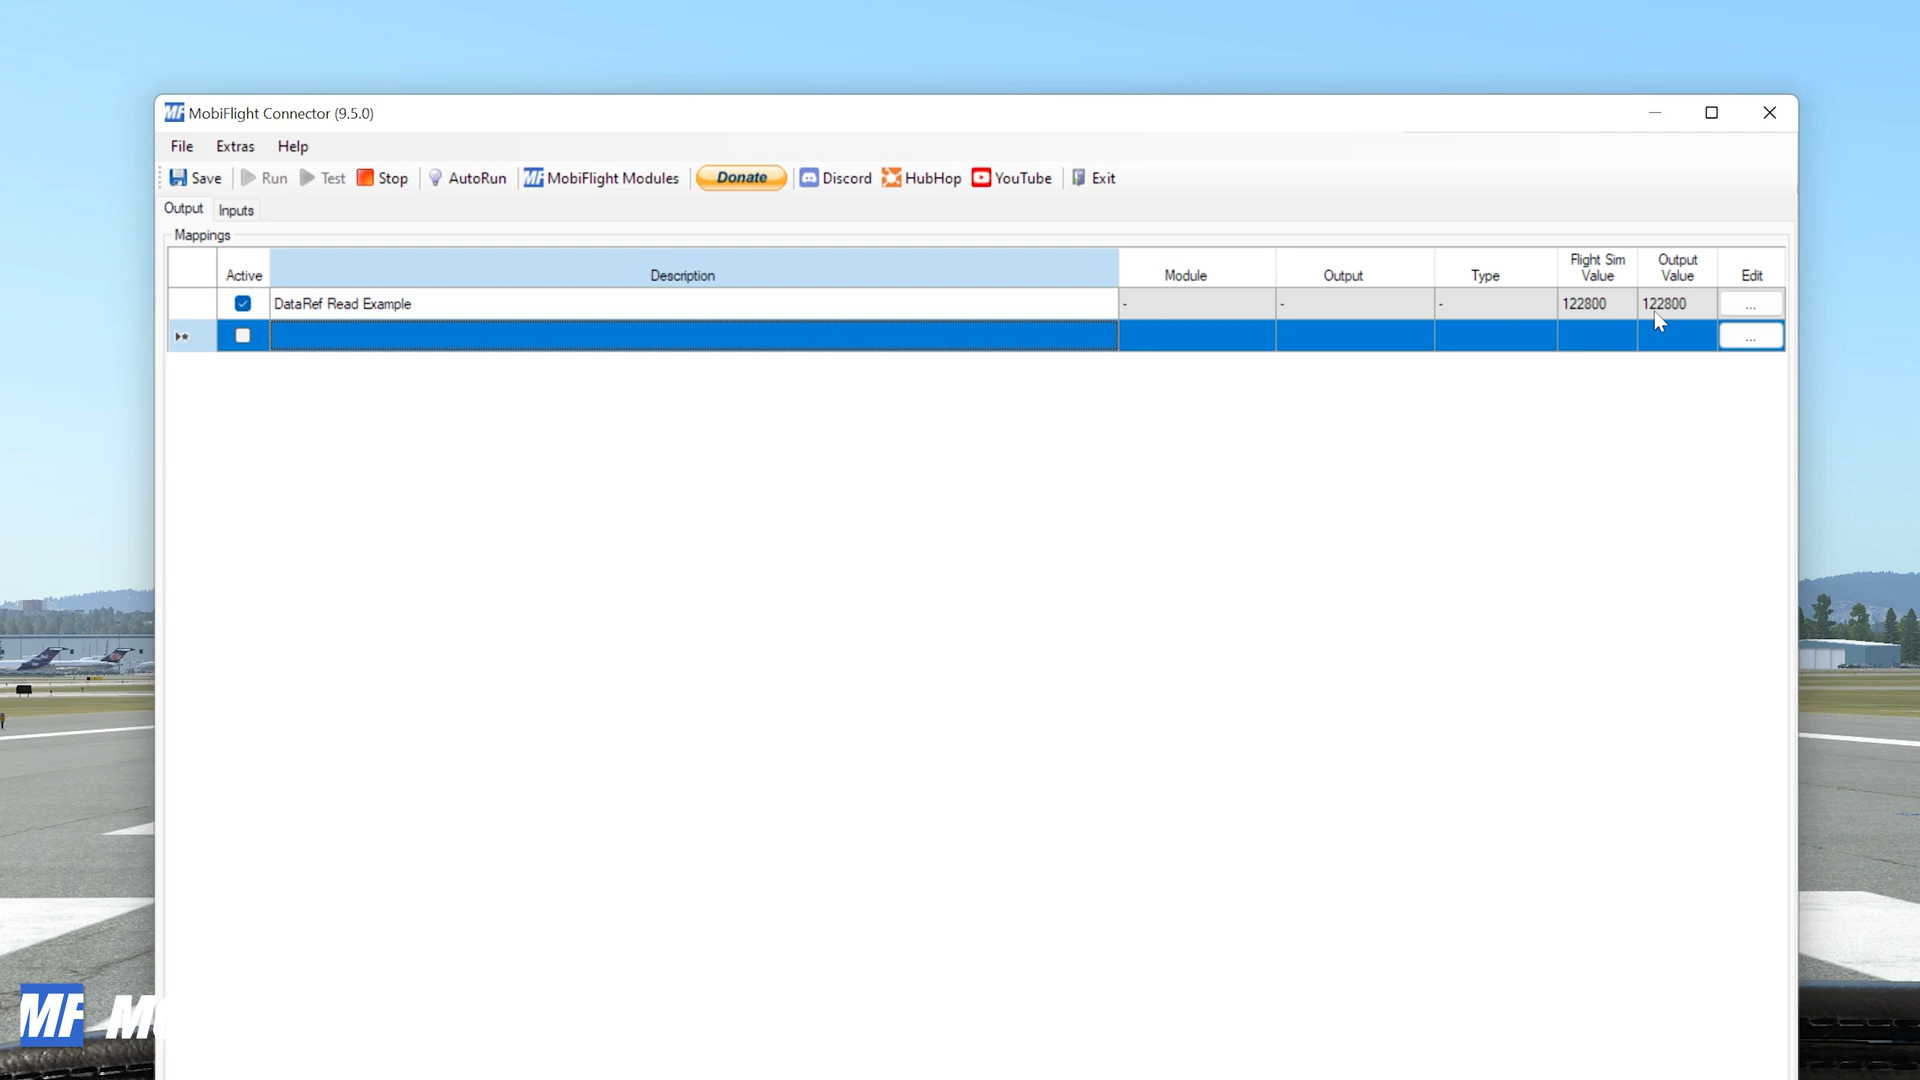 MF MobiFlight Connector (9.5.0)
File Extras Help
Save Run Test Stop AutoRun MF MobiFlight Modules Donate Discord HubHop YouTube Exit
Output Inputs
Mappings
Active Description Module Output Type Flight Sim Value Output Value Edit
DataRef Read Example - - - 122800 122800 ...
...
MF